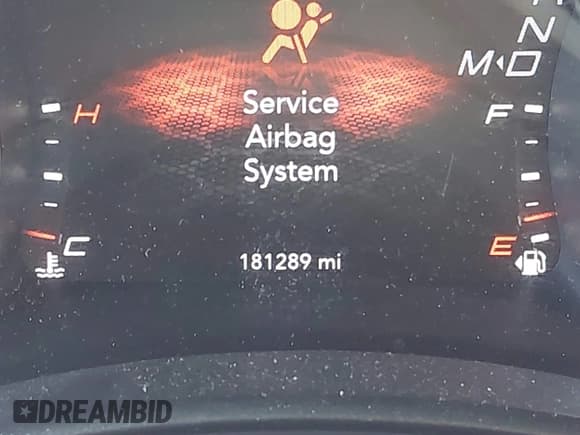 N
M D
H
F
Service
Airbag
System
C
E
181289 mi
DREAMBID